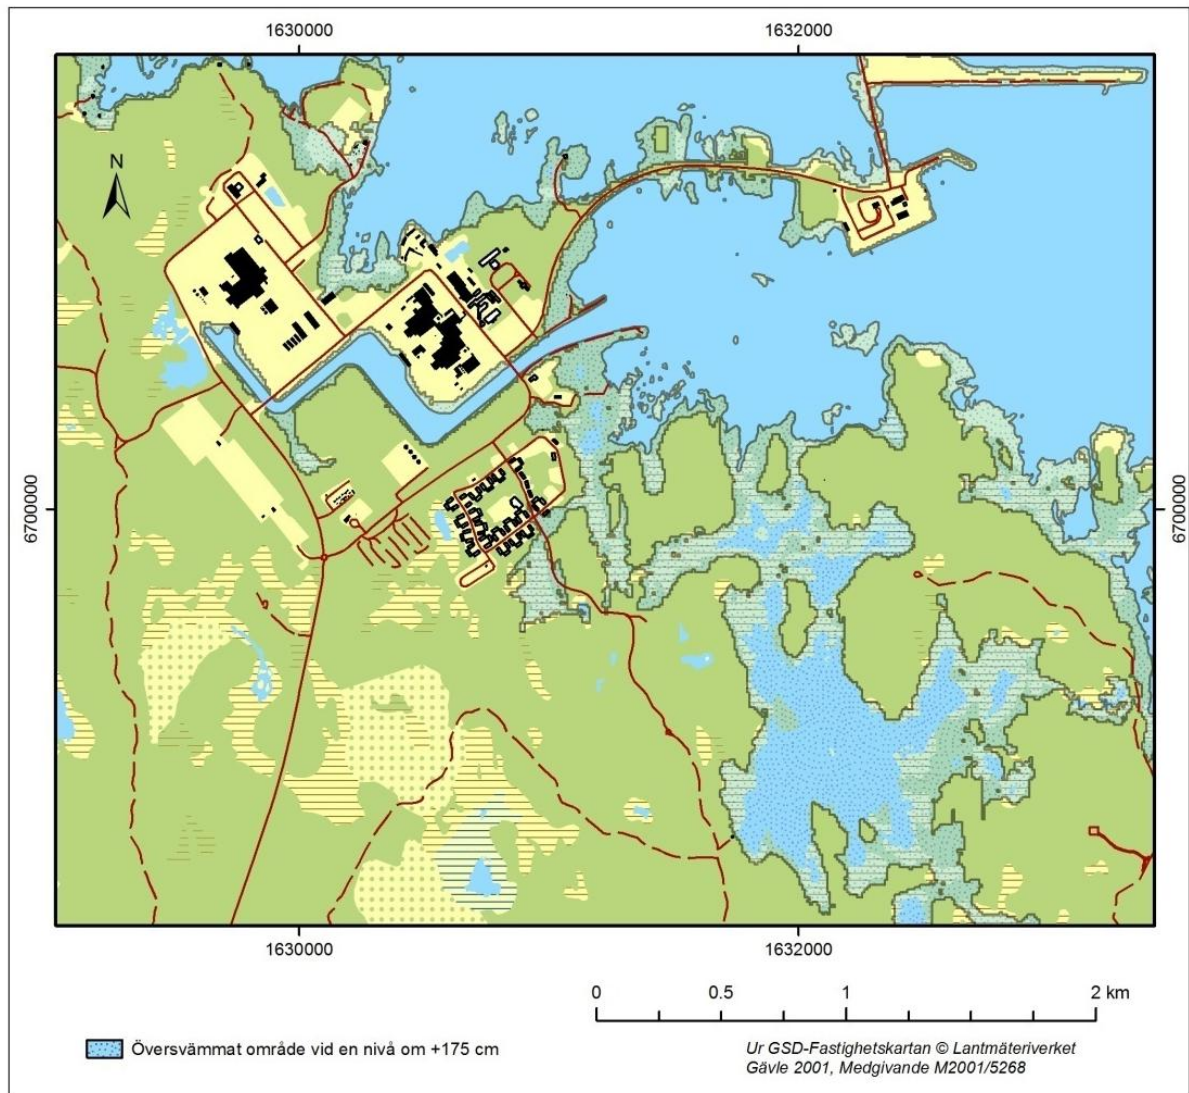 1630000 1632000
N
6700000 6700000
1630000 1632000
0 0.5 1 2 km
Översvämmat område vid en nivå om +175 cm
Ur GSD-Fastighetskartan © Lantmäteriverket
Gävle 2001, Medgivande M2001/5268